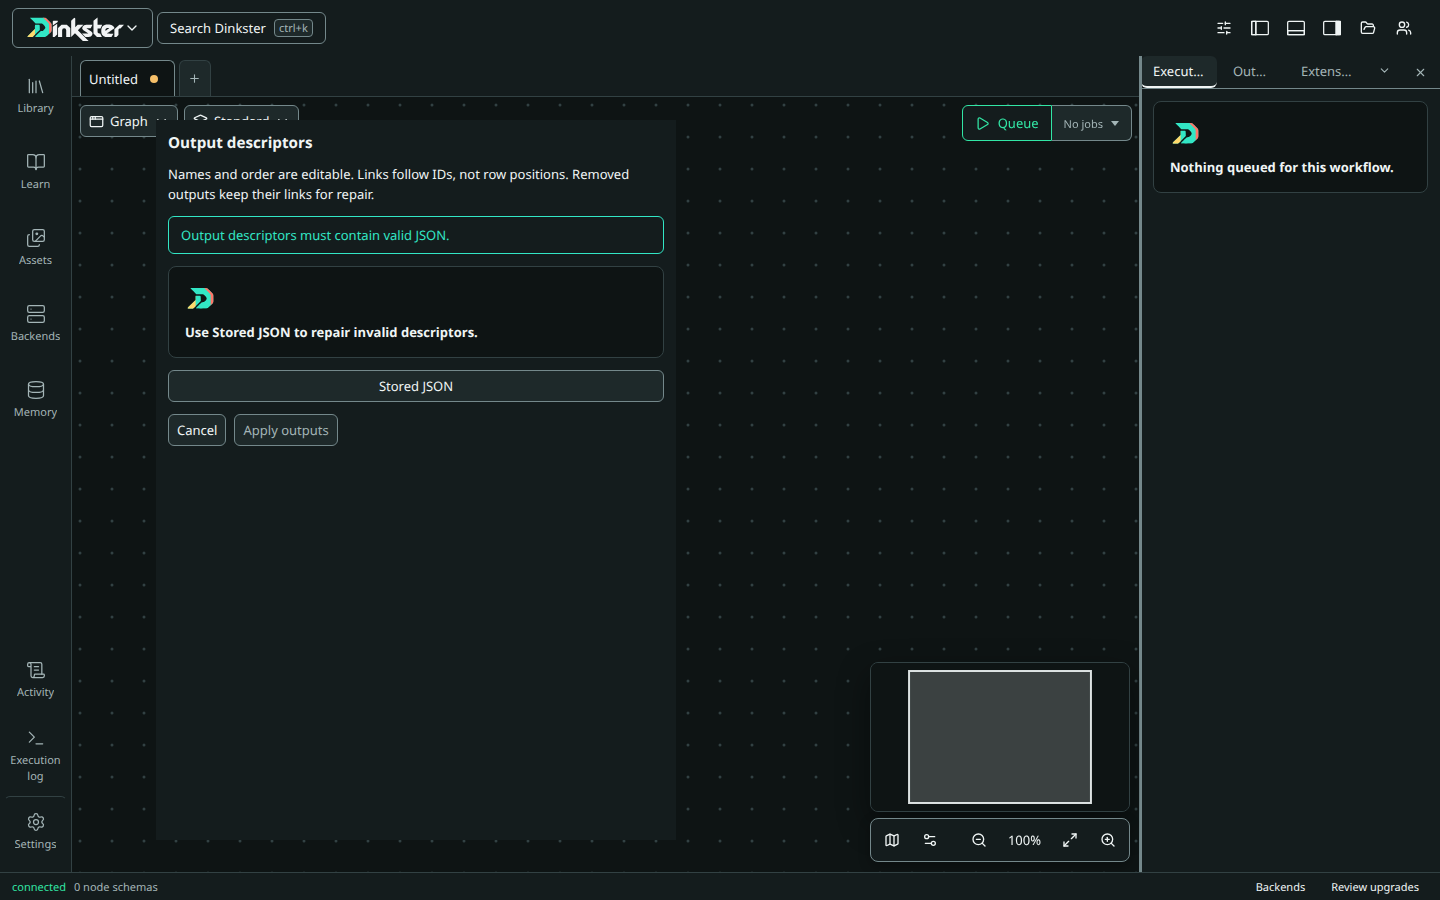 Dinkster
Search Dinkster ctrl+k
Untitled
+
Execut...
Out...
Extens...
Library
Learn
Assets
Backends
Memory
Activity
Execution
log
Settings
Graph
Standard
Queue
No jobs
Output descriptors
Names and order are editable. Links follow IDs, not row positions. Removed
outputs keep their links for repair.
Output descriptors must contain valid JSON.
Use Stored JSON to repair invalid descriptors.
Stored JSON
Cancel
Apply outputs
Nothing queued for this workflow.
100%
connected
0 node schemas
Backends
Review upgrades